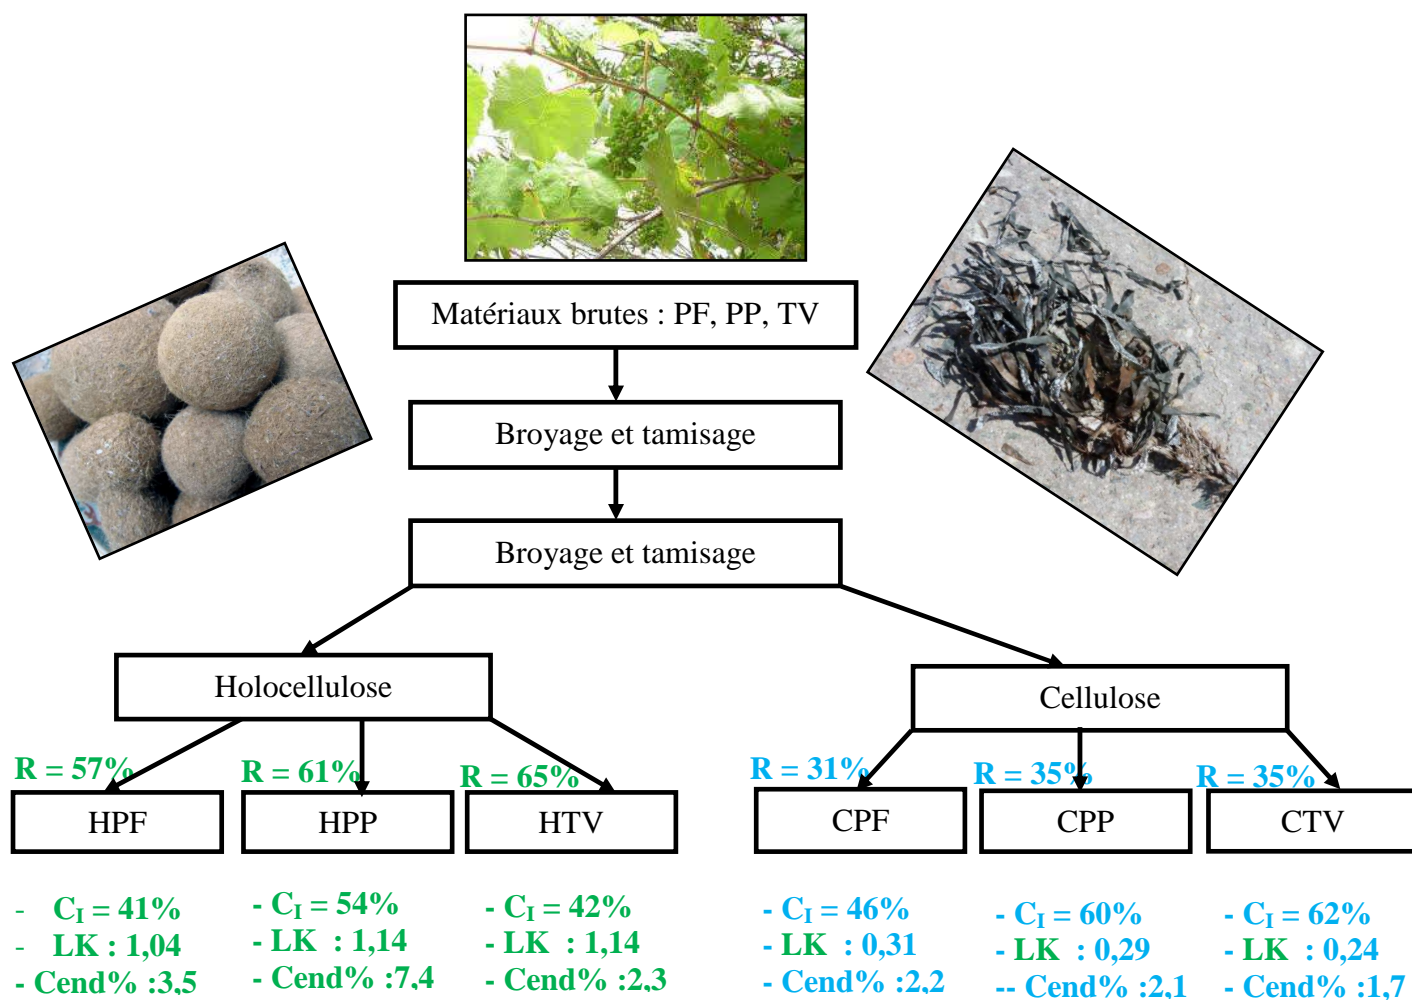 Matériaux brutes : PF, PP, TV
Broyage et tamisage
Broyage et tamisage
Holocellulose
Cellulose
R = 57%
R = 61%
R = 65%
R = 31%
R = 35%
R = 35%
HPF
HPP
HTV
CPF
CPP
CTV
- CI = 41%
- LK : 1,04
- Cend% :3,5
- CI = 54%
- LK : 1,14
- Cend% :7,4
- CI = 42%
- LK : 1,14
- Cend% :2,3
- CI = 46%
- LK : 0,31
- Cend% :2,2
- CI = 60%
- LK : 0,29
-- Cend% :2,1
- CI = 62%
- LK : 0,24
- Cend% :1,7